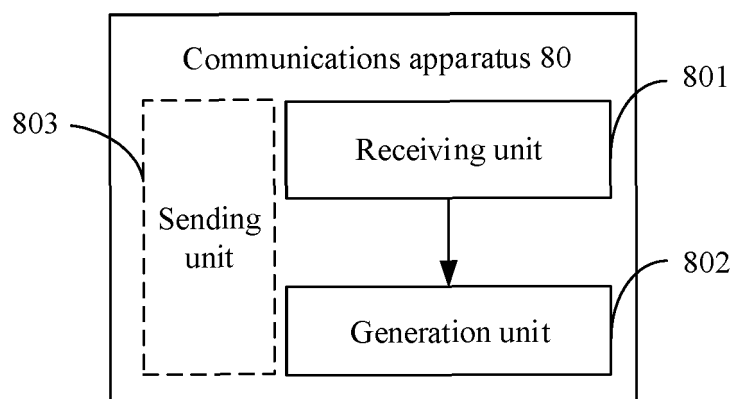 Communications apparatus 80
801
803
Receiving unit
Sending
unit
802
Generation unit